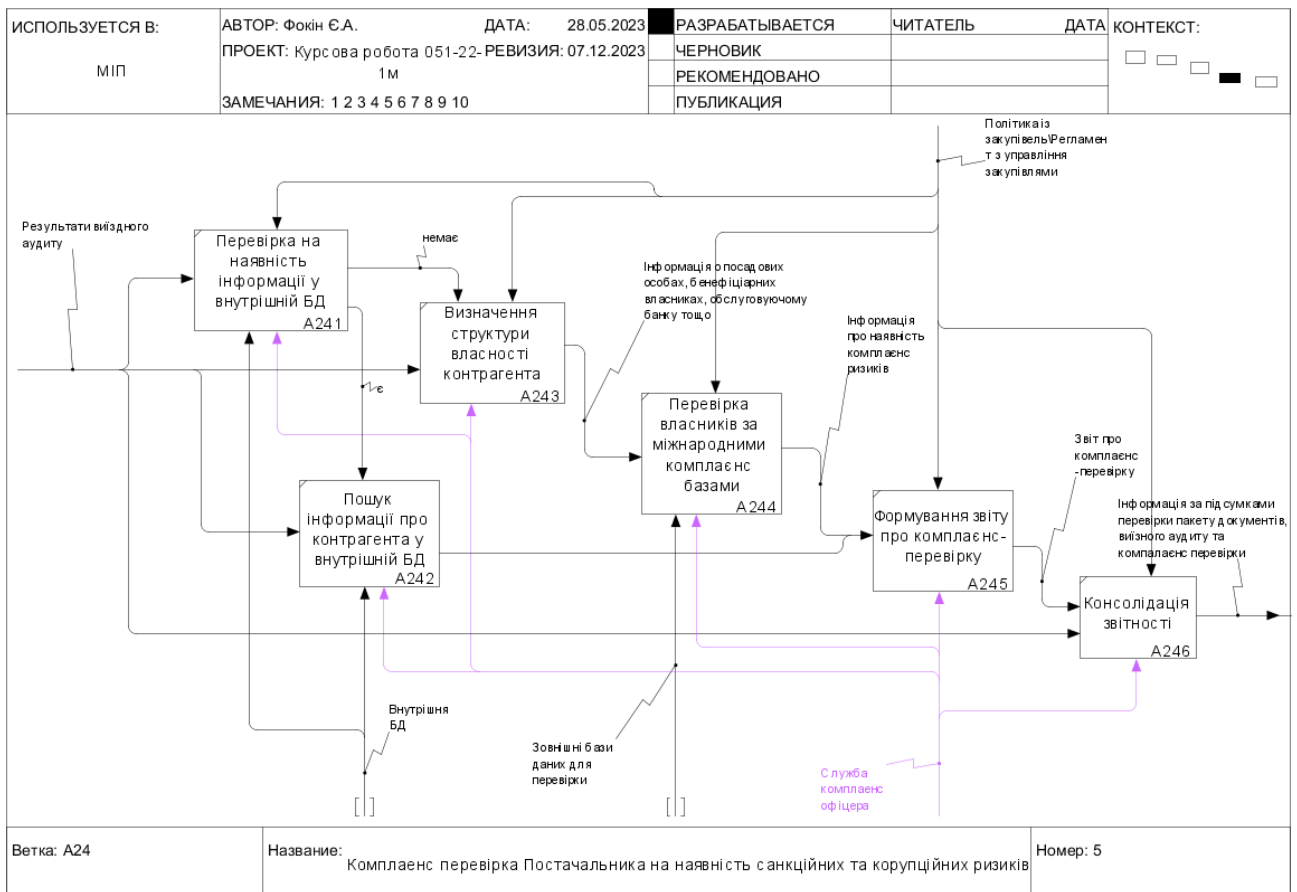 ИСПОЛЬЗУЕТСЯ В:
МІП
АВТОР: Фокін Є.А.
ДАТА: 28.05.2023
ПРОЕКТ: Курсова робота 051-22-
1м
РЕВИЗИЯ: 07.12.2023
ЗАМЕЧАНИЯ: 1 2 3 4 5 6 7 8 9 10
РАЗРАБАТЫВАЕТСЯ
ЧЕРНОВИК
РЕКОМЕНДОВАНО
ПУБЛИКАЦИЯ
ЧИТАТЕЛЬ
ДАТА
КОНТЕКСТ:
Політика із
закупівель\Регламен
т з управління
закупівлями
Результати виїздного
аудиту
Перевірка на
наявність
інформації у
внутрішній БД
A241
немає
Визначення
структури
власності
контрагента
A243
Інформація о посадових
особах, бенефіціарних
власниках, обслуговуючому
банку тощо
Інформація
про наявність
комплаєнс
ризиків
є
Перевірка
власників за
міжнародними
комплаєнс
базами
A244
Звіт про
комплаєнс
-перевірку
Пошук
інформації про
контрагента у
внутрішній БД
A242
Формування звіту
про комплаєнс-
перевірку
A245
Інформація за підсумками
перевірки пакету документів,
виїзного аудиту та
компалаєнс перевірки
Консолідація
звітності
A246
Внутрішня
БД
Зовнішні бази
даних для
перевірки
Служба
комплаенс
офіцера
Ветка: A24
Название:
Комплаенс перевірка Постачальника на наявність санкційних та корупційних ризиків
Номер: 5